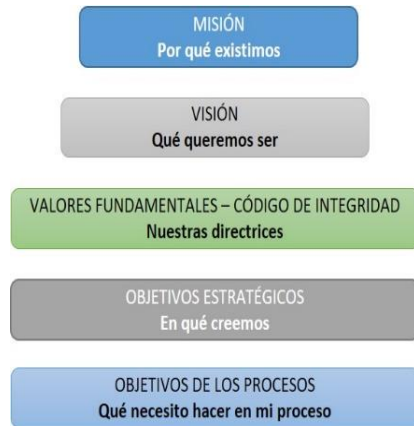 MISIÓN
Por qué existimos
VISIÓN
Qué queremos ser
VALORES FUNDAMENTALES – CÓDIGO DE INTEGRIDAD
Nuestras directrices
OBJETIVOS ESTRATÉGICOS
En qué creemos
OBJETIVOS DE LOS PROCESOS
Qué necesito hacer en mi proceso